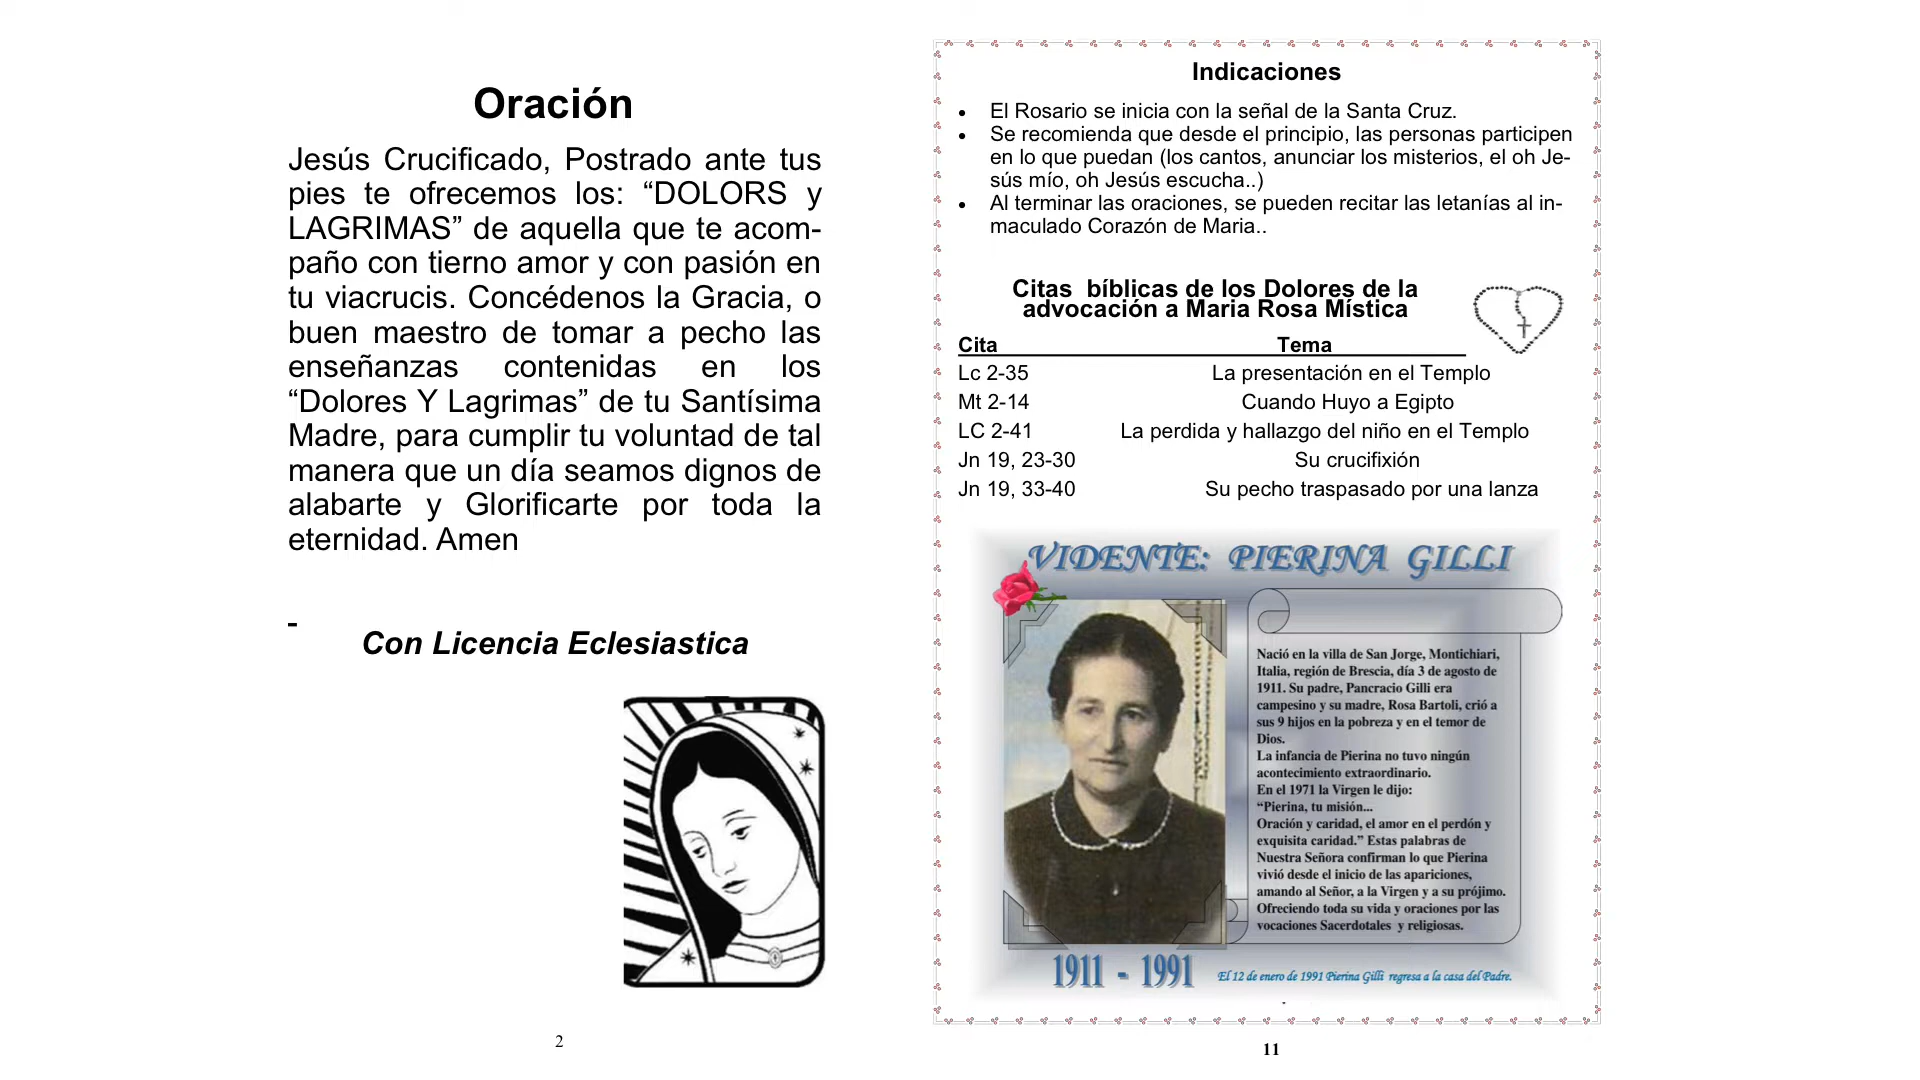 Oración
Jesús Crucificado, Postrado ante tus
pies te ofrecemos los: “DOLORS y
LAGRIMAS” de aquella que te acom-
paño con tierno amor y con pasión en
tu viacrucis. Concédenos la Gracia, o
buen maestro de tomar a pecho las
enseñanzas contenidas en los
“Dolores Y Lagrimas” de tu Santísima
Madre, para cumplir tu voluntad de tal
manera que un día seamos dignos de
alabarte y Glorificarte por toda la
eternidad. Amen
-
Con Licencia Eclesiastica
2
Indicaciones
• El Rosario se inicia con la señal de la Santa Cruz.
• Se recomienda que desde el principio, las personas participen
en lo que puedan (los cantos, anunciar los misterios, el oh Je-
sús mío, oh Jesús escucha..)
• Al terminar las oraciones, se pueden recitar las letanías al in-
maculado Corazón de Maria..
Citas bíblicas de los Dolores de la
advocación a Maria Rosa Mística
Cita Tema
Lc 2-35 La presentación en el Templo
Mt 2-14 Cuando Huyo a Egipto
LC 2-41 La perdida y hallazgo del niño en el Templo
Jn 19, 23-30 Su crucifixión
Jn 19, 33-40 Su pecho traspasado por una lanza
VIDENTE: PIERINA GILLI
Nació en la villa de San Jorge, Montichiari,
Italia, región de Brescia, día 3 de agosto de
1911. Su padre, Pancracio Gilli era
campesino y su madre, Rosa Bartoli, crió a
sus 9 hijos en la pobreza y en el temor de
Dios.
La infancia de Pierina no tuvo ningún
acontecimiento extraordinario.
En el 1971 la Virgen le dijo:
“Pierina, tu misión...
Oración y caridad, el amor en el perdón y
exquisita caridad.” Estas palabras de
Nuestra Señora confirman lo que Pierina
vivió desde el inicio de las apariciones,
amando al Señor, a la Virgen y a su prójimo.
Ofreciendo toda su vida y oraciones por las
vocaciones Sacerdotales y religiosas.
1911 - 1991
El 12 de enero de 1991 Pierina Gilli regresa a la casa del Padre.
11